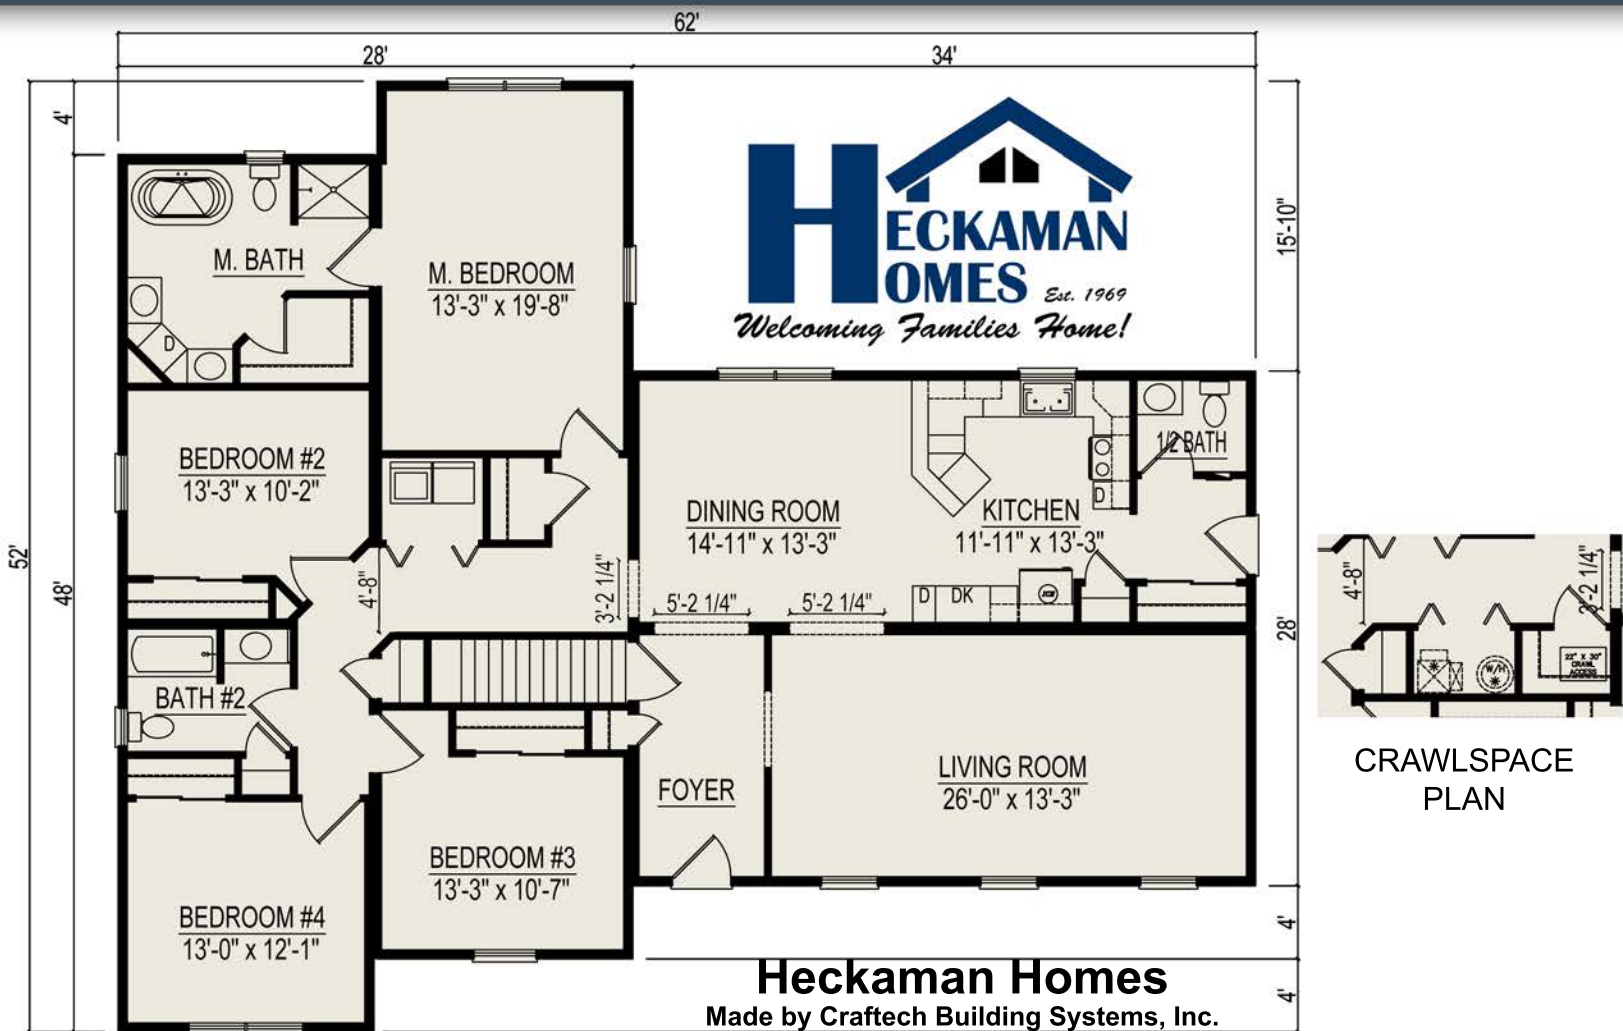 62'
28'
34'
4'
52'
48'
15'-10"
28'
4'
4'
HECKAMAN
HOMES
Est. 1969
Welcoming Families Home!
M. BATH
D
M. BEDROOM
13'-3" x 19'-8"
BEDROOM #2
13'-3" x 10'-2"
DINING ROOM
14'-11" x 13'-3"
KITCHEN
11'-11" x 13'-3"
1/2 BATH
D
D
DK
4'-8"
3'-2 1/4"
5'-2 1/4"
5'-2 1/4"
BATH #2
FOYER
LIVING ROOM
26'-0" x 13'-3"
BEDROOM #3
13'-3" x 10'-7"
BEDROOM #4
13'-0" x 12'-1"
4'-8"
3'-2 1/4"
W/H
22" X 30"
CRAWL
ACCESS
CRAWLSPACE
PLAN
Heckaman Homes
Made by Craftech Building Systems, Inc.